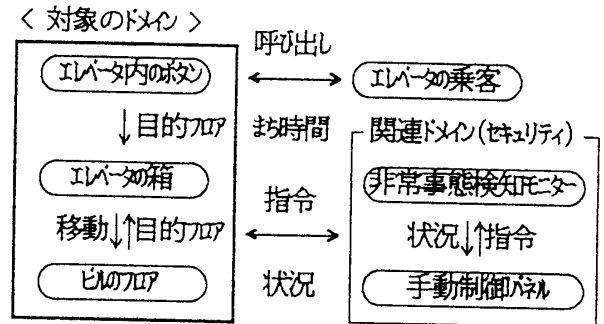 〈 対象のドメイン 〉
エレベータ内のボタン
↓目的フロア
エレベータの箱
移動↓↑目的フロア
ビルのフロア
呼び出し
まち時間
指令
状況
エレベータの乗客
関連ドメイン(セキュリティ)
非常事態検知モニター
状況↓↑指令
手動制御パネル